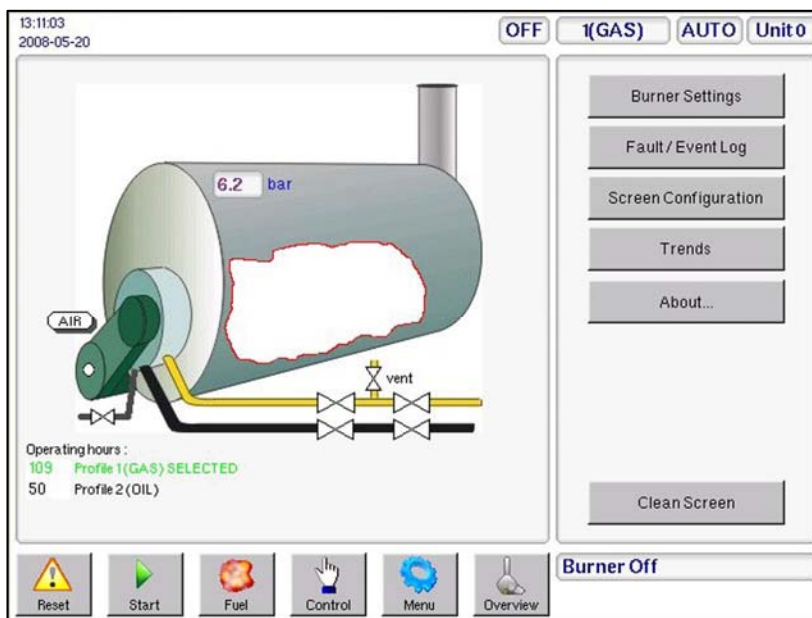 13:11:03
2008-05-20
OFF
1(GAS)
AUTO
Unit 0
6.2 bar
AIR
vent
Operating hours :
109 Profile 1 (GAS) SELECTED
50 Profile 2 (OIL)
Burner Settings
Fault / Event Log
Screen Configuration
Trends
About...
Clean Screen
Reset
Start
Fuel
Control
Menu
Overview
Burner Off